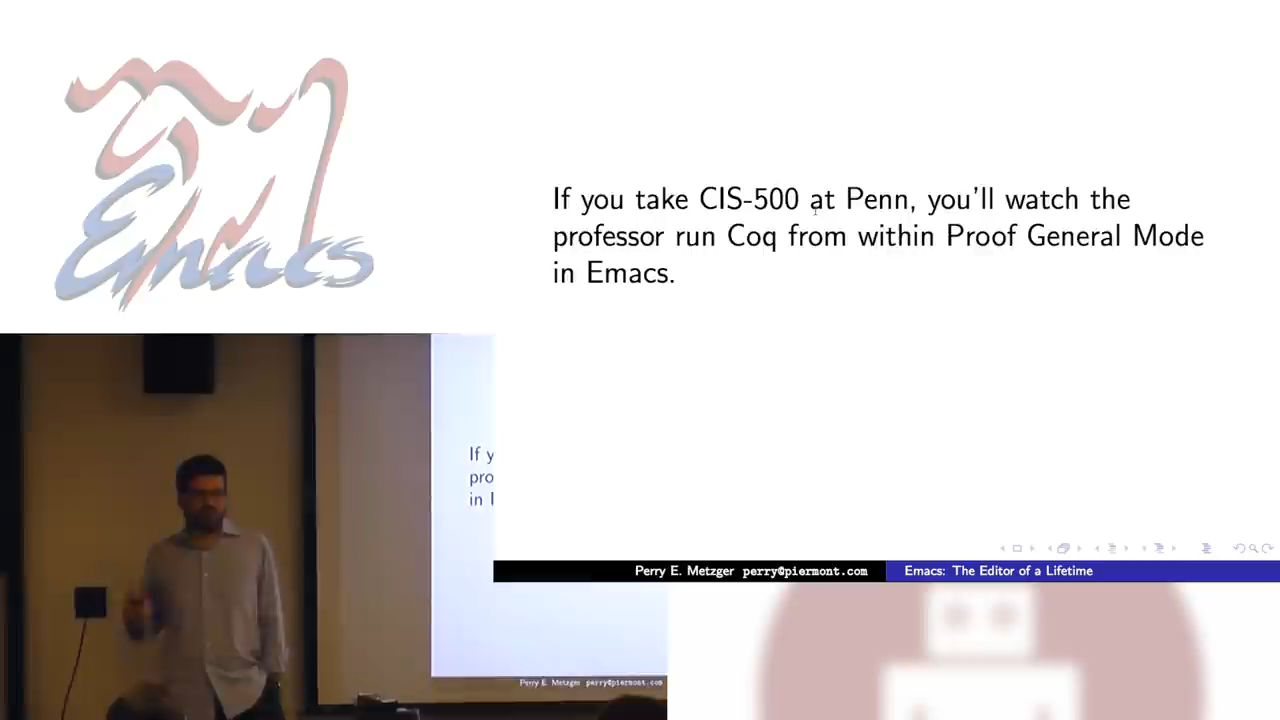 Emacs
If you take CIS-500 at Penn, you'll watch the
professor run Coq from within Proof General Mode
in Emacs.
If y
pro
in E
Perry E. Metzger perry@piermont.com Emacs: The Editor of a Lifetime
Perry E. Metzger perry@piermont.com